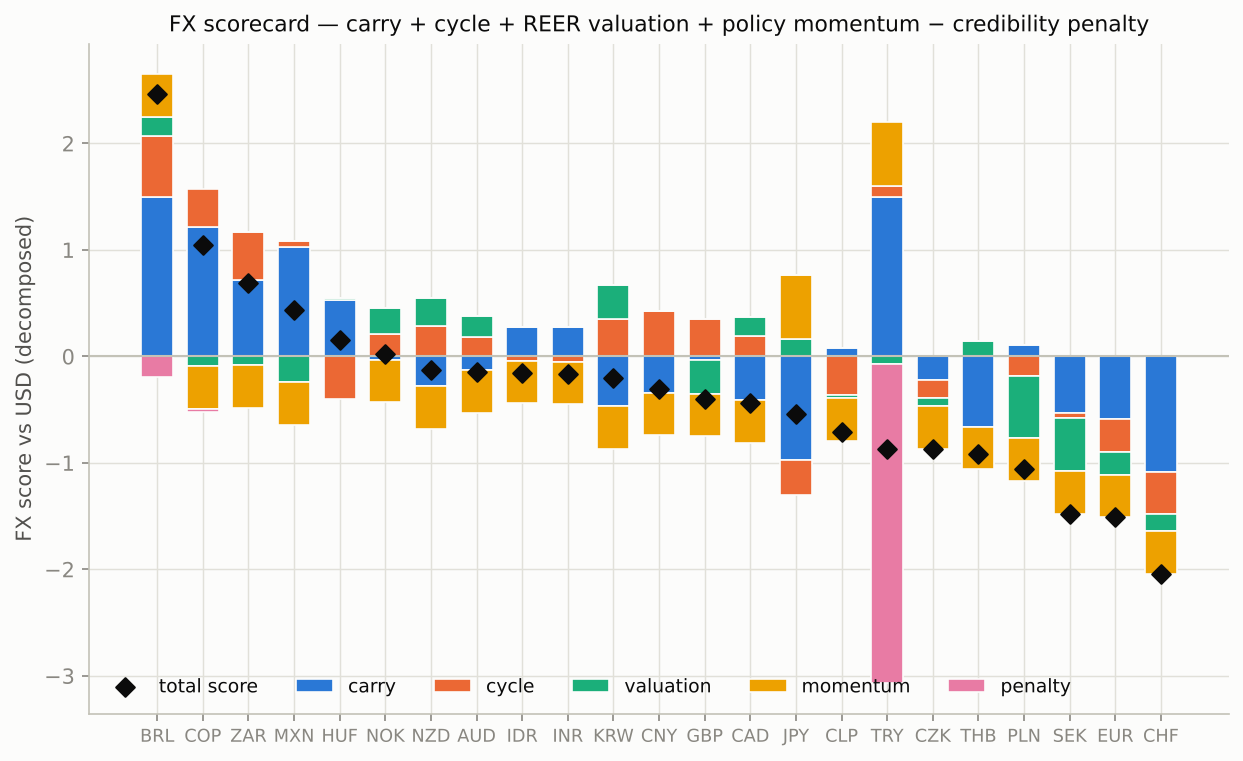 FX scorecard — carry + cycle + REER valuation + policy momentum − credibility penalty
FX score vs USD (decomposed)
2
1
0
−1
−2
−3
total score carry cycle valuation momentum penalty
BRL COP ZAR MXN HUF NOK NZD AUD IDR INR KRW CNY GBP CAD JPY CLP TRY CZK THB PLN SEK EUR CHF